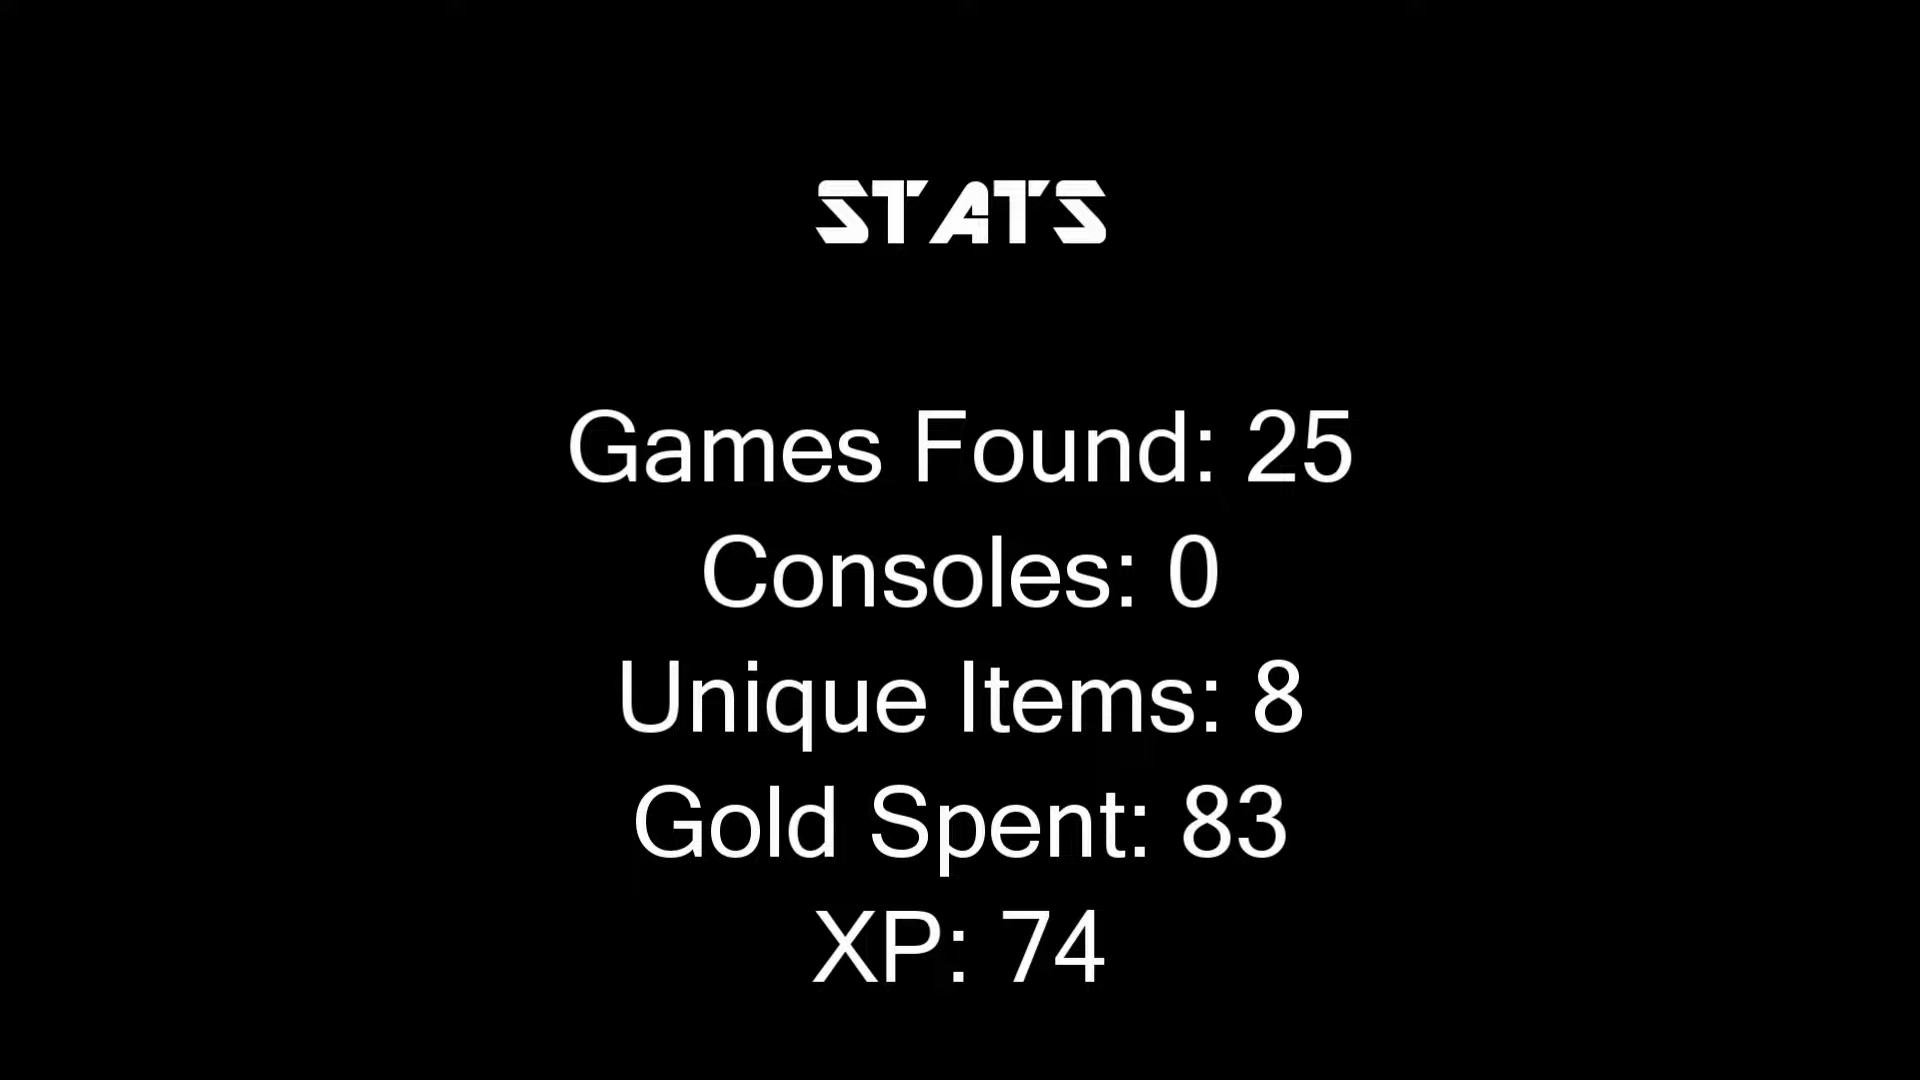 STATS
Games Found: 25
Consoles: 0
Unique Items: 8
Gold Spent: 83
XP: 74